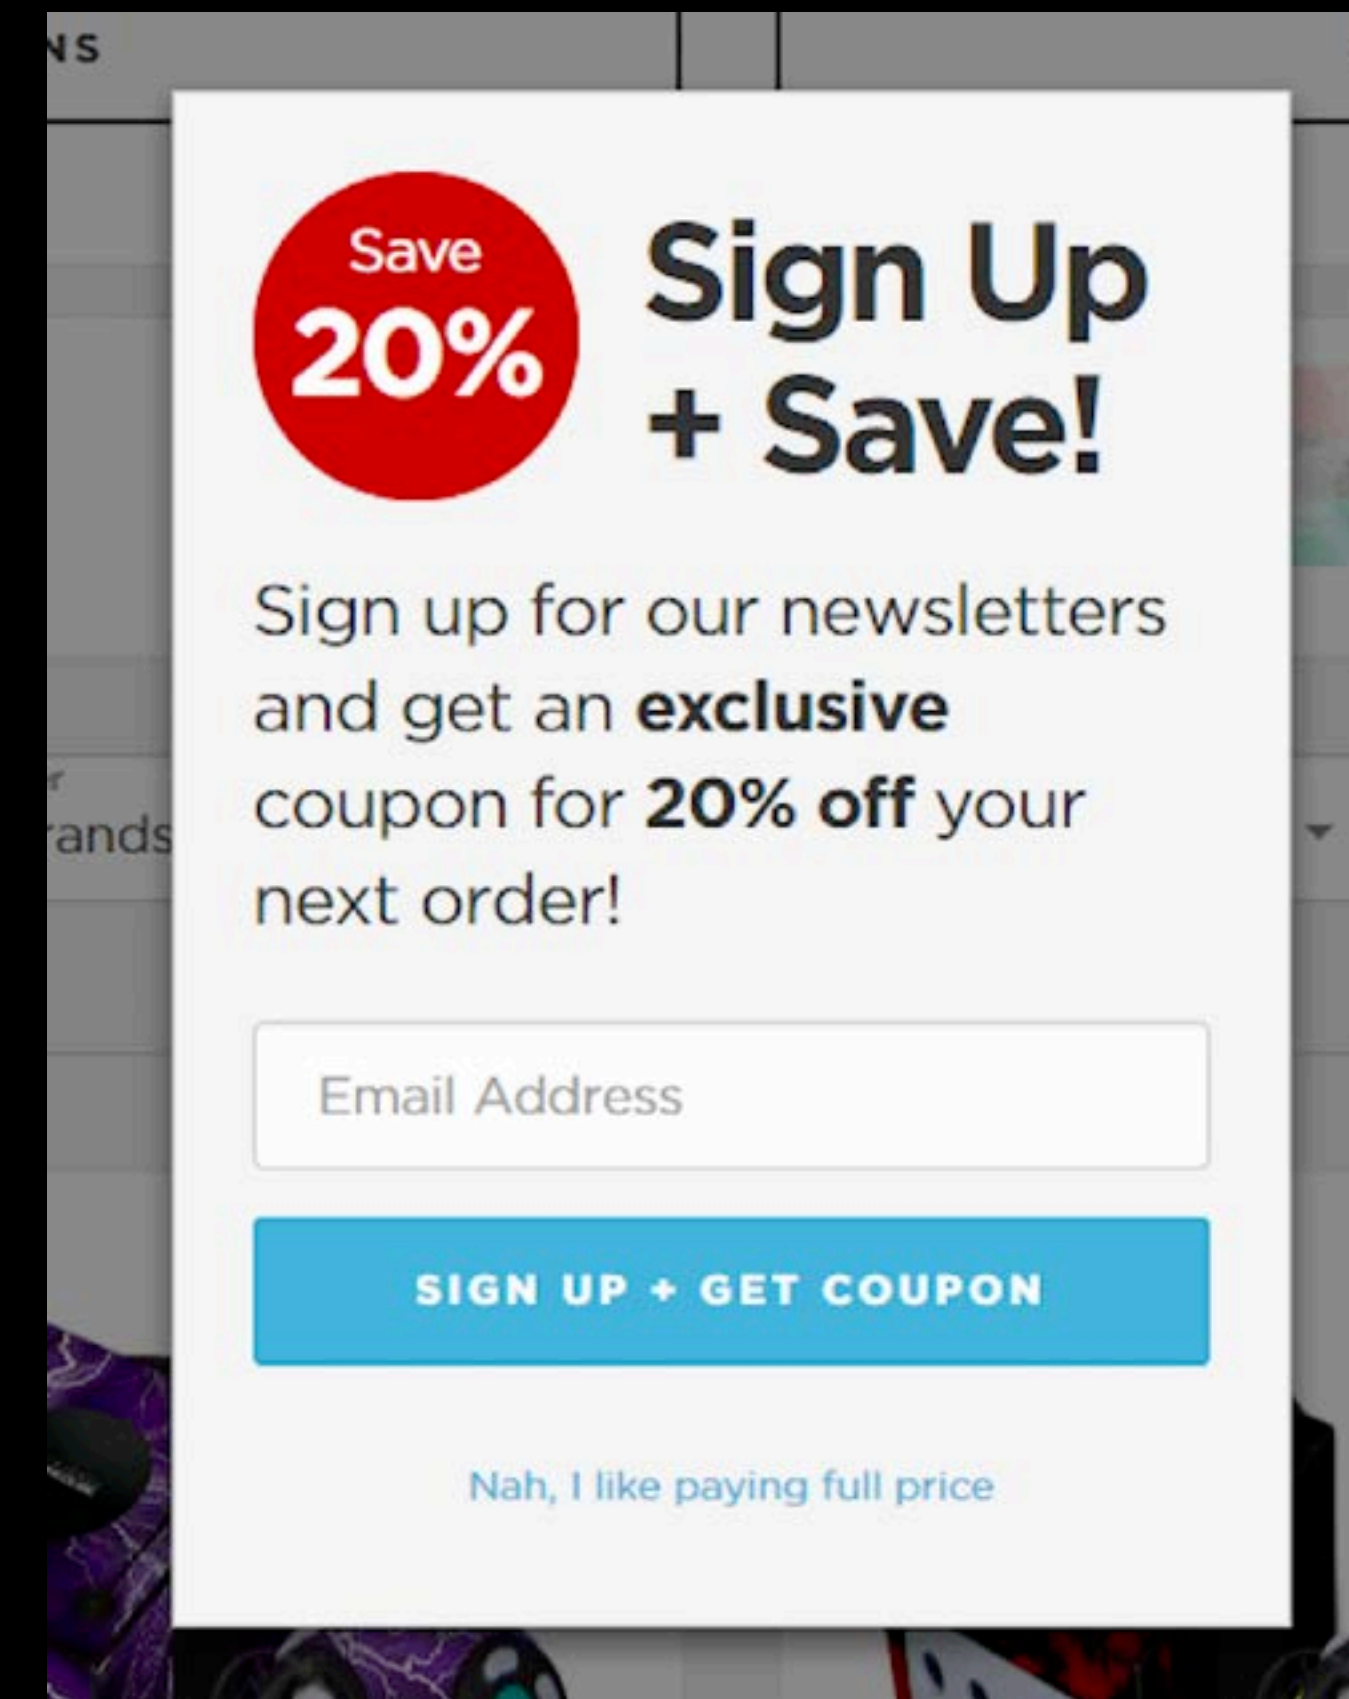 NS
Save
20%
Sign Up
+ Save!
Sign up for our newsletters
and get an exclusive
coupon for 20% off your
next order!
rands
Email Address
SIGN UP + GET COUPON
Nah, I like paying full price